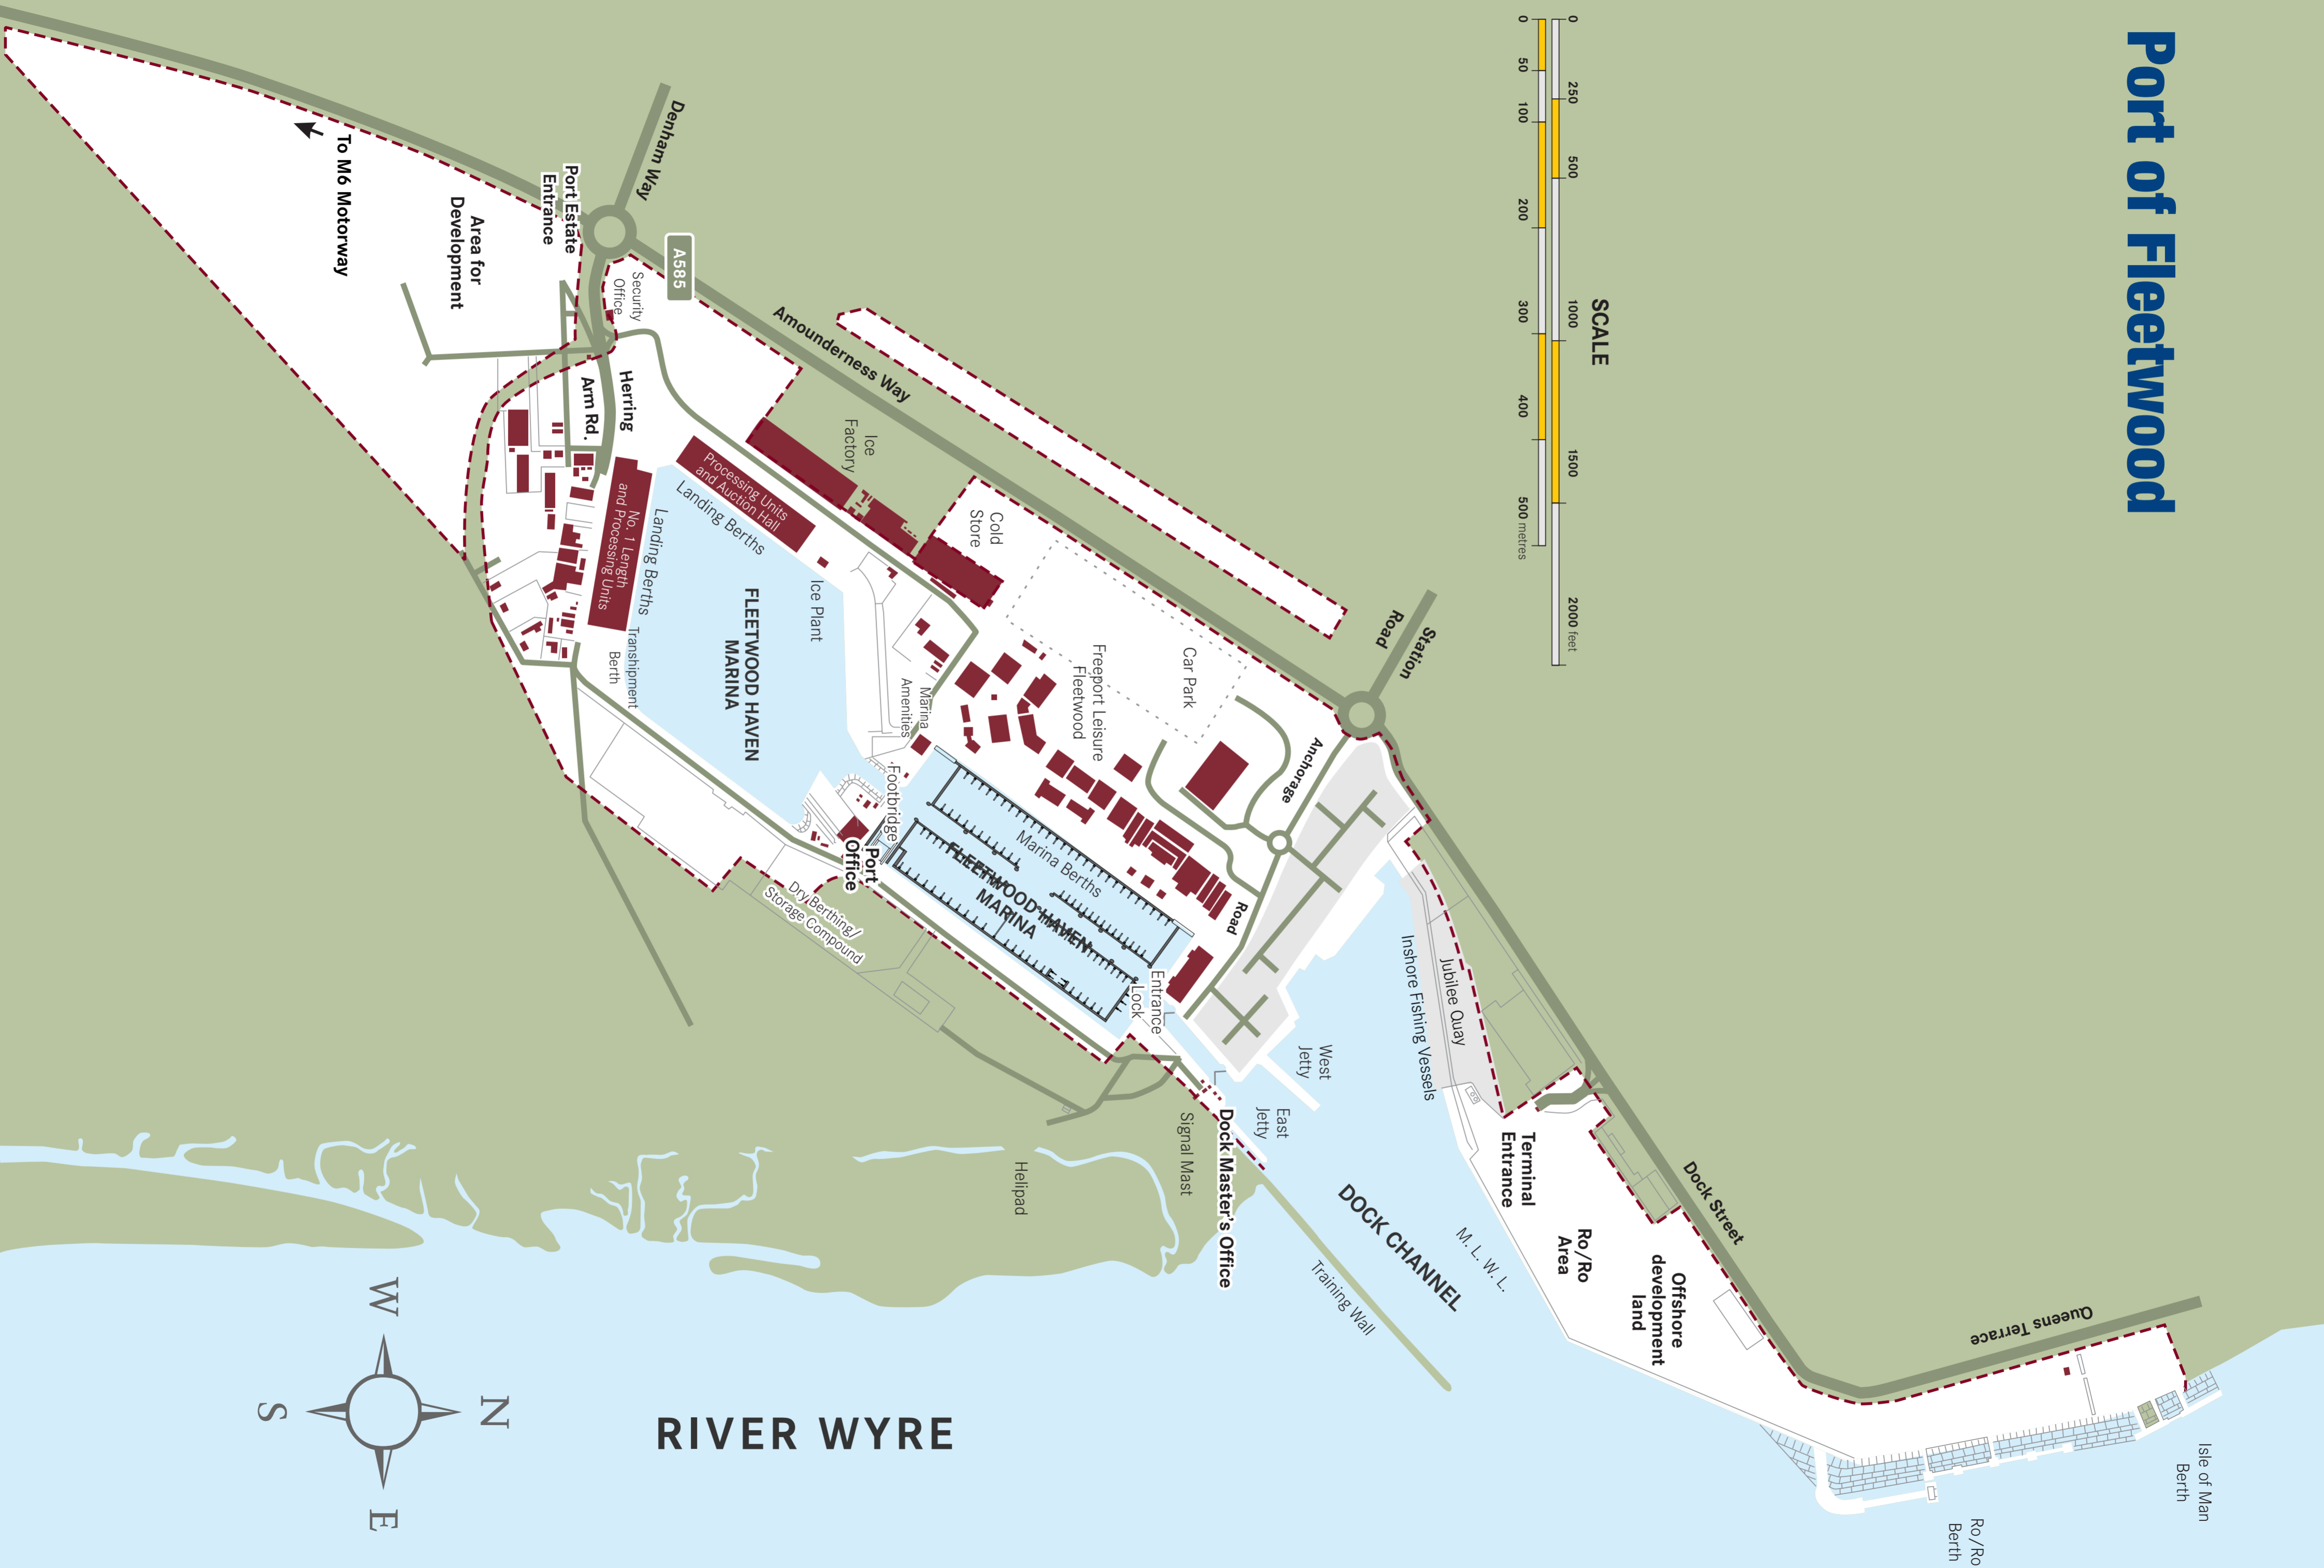 Port of Fleetwood
SCALE
0 250 500 1000 1500 2000 feet
0 50 100 200 300 400 500 metres
Denham Way
A585
Amounderness Way
To M6 Motorway
Area for
Development
Port Estate
Entrance
Security
Office
Herring
Arm Rd.
Ice
Factory
Processing Units
and Auction Hall
Landing Berths
Landing Berths
No. 1 Length
and Processing Units
Transhipment
Berth
Ice Plant
FLEETWOOD HAVEN
MARINA
Cold
Store
Car Park
Freeport Leisure
Fleetwood
Marina
Amenities
Footbridge
Port
Office
Dry Berthing/
Storage Compound
Marina Berths
FLEETWOOD HAVEN
MARINA
Station
Road
Anchorage
Road
Entrance
Lock
West
Jetty
East
Jetty
Jubilee Quay
Inshore Fishing Vessels
Signal Mast
Dock Master's Office
Helipad
DOCK CHANNEL
Training Wall
M. L. W. L.
Terminal
Entrance
Ro/Ro
Area
Offshore
development
land
Dock Street
Queens Terrace
Isle of Man
Berth
Ro/Ro
Berth
RIVER WYRE
N
E
S
W